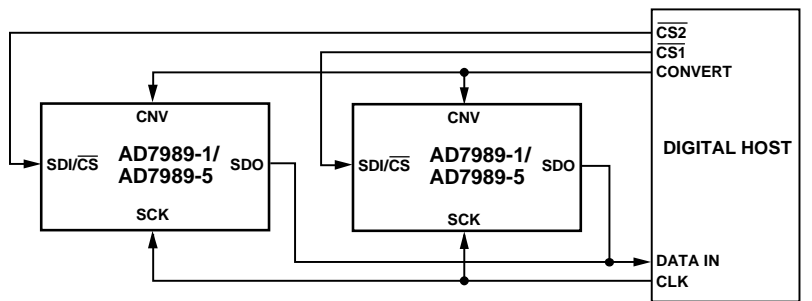 CS2
CS1
CONVERT
CNV
CNV
SDI/CS
AD7989-1/
AD7989-5
SDO
SDI/CS
AD7989-1/
AD7989-5
SDO
DIGITAL HOST
SCK
SCK
DATA IN
CLK